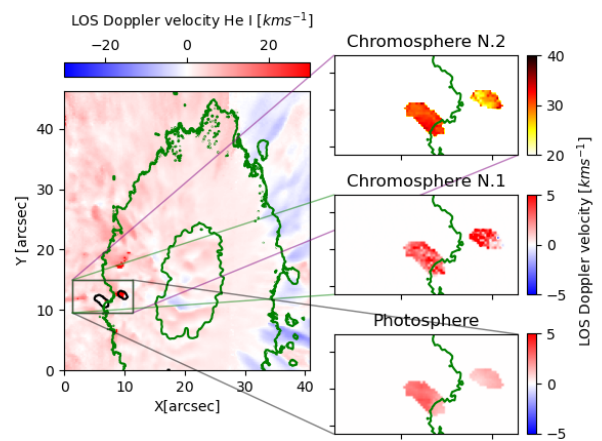 LOS Doppler velocity He I [kms⁻¹]
−20 0 20
Chromosphere N.2
40
30
20
Chromosphere N.1
5
0
−5
Photosphere
5
0
−5
LOS Doppler velocity [kms⁻¹]
Y [arcsec]
40
30
20
10
0
0 10 20 30 40
X[arcsec]